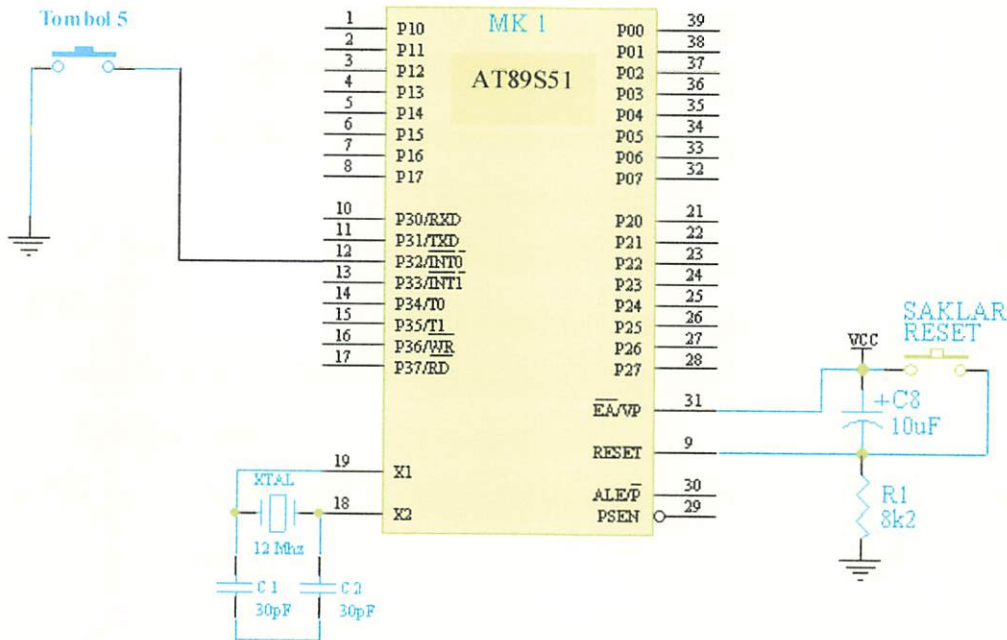 Tombol 5
MK 1
AT89S51
1 P10
2 P11
3 P12
4 P13
5 P14
6 P15
7 P16
8 P17
10 P30/RXD
11 P31/TXD
12 P32/INT0
13 P33/INT1
14 P34/T0
15 P35/T1
16 P36/WR
17 P37/RD
19 X1
18 X2
P00 39
P01 38
P02 37
P03 36
P04 35
P05 34
P06 33
P07 32
P20 21
P21 22
P22 23
P23 24
P24 25
P25 26
P26 27
P27 28
EA/VP 31
RESET 9
ALE/P 30
PSEN 29
XTAL
12 Mhz
C1
30pF
C2
30pF
SAKLAR
RESET
VCC
+C8
10uF
R1
8k2